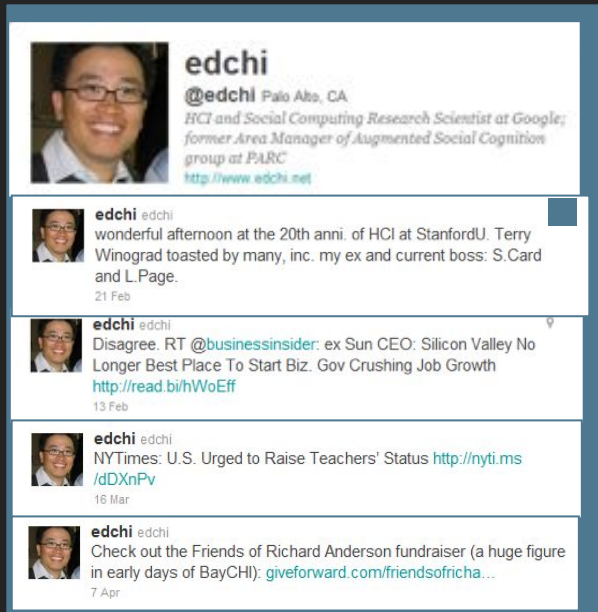 edchi
@edchi Palo Alto, CA
HCI and Social Computing Research Scientist at Google;
former Area Manager of Augmented Social Cognition
group at PARC
http://www.edchi.net
edchi edchi
wonderful afternoon at the 20th anni. of HCI at StanfordU. Terry
Winograd toasted by many, inc. my ex and current boss: S.Card
and L.Page.
21 Feb
edchi edchi
Disagree. RT @businessinsider: ex Sun CEO: Silicon Valley No
Longer Best Place To Start Biz. Gov Crushing Job Growth
http://read.bi/hWoEff
13 Feb
edchi edchi
NYTimes: U.S. Urged to Raise Teachers' Status http://nyti.ms
/dDXnPv
16 Mar
edchi edchi
Check out the Friends of Richard Anderson fundraiser (a huge figure
in early days of BayCHI): giveforward.com/friendsofricha...
7 Apr